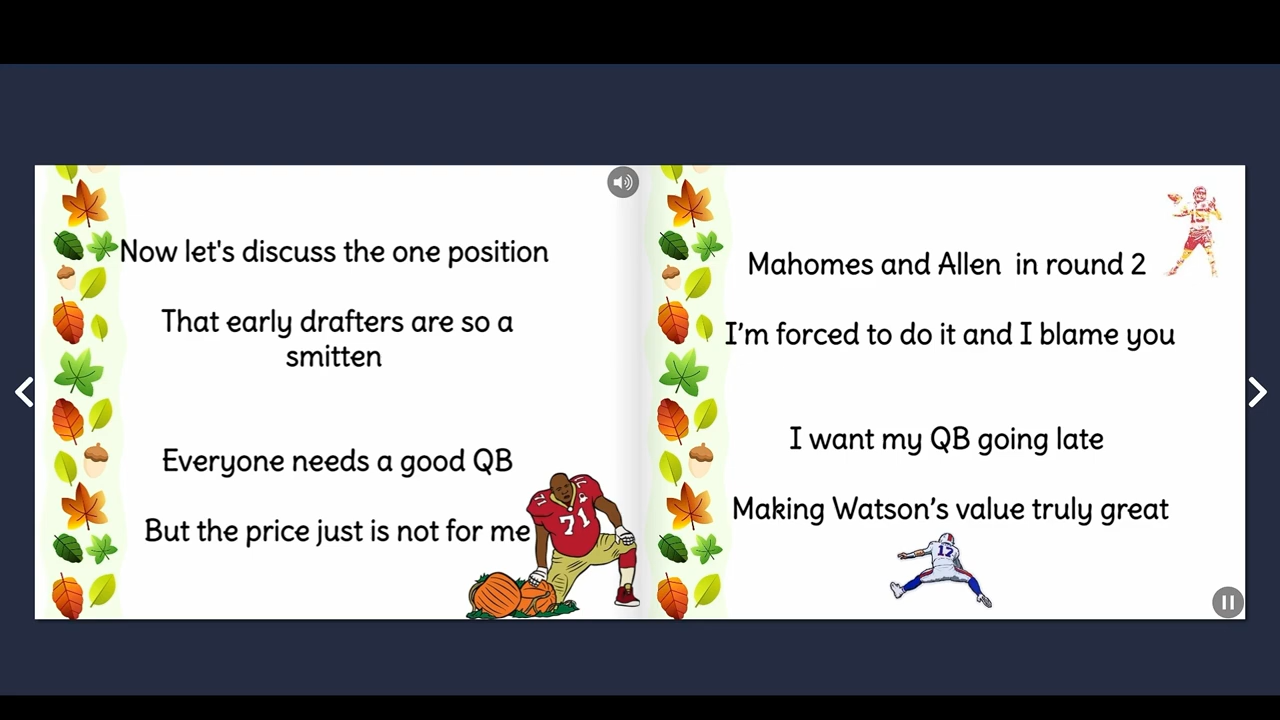 Now let's discuss the one position
That early drafters are so a
smitten
Everyone needs a good QB
But the price just is not for me
71
71
Mahomes and Allen in round 2
I'm forced to do it and I blame you
I want my QB going late
Making Watson's value truly great
15
17